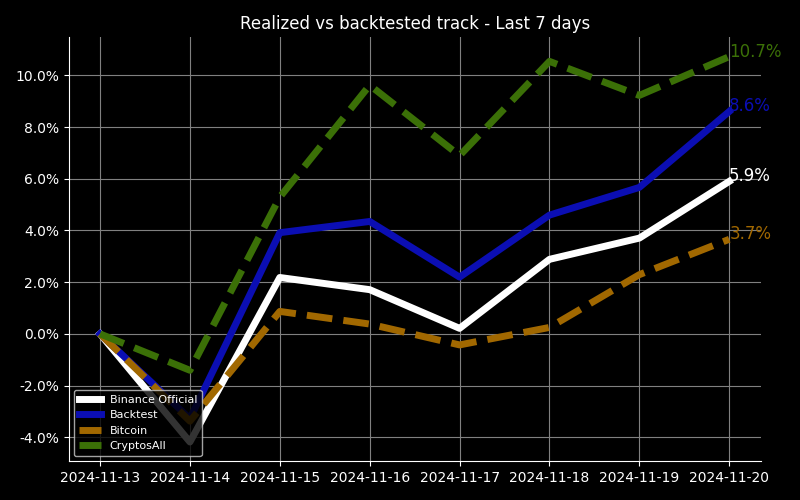 Realized vs backtested track - Last 7 days
10.7%
10.0%
8.6%
8.0%
6.0%
5.9%
4.0%
3.7%
2.0%
0.0%
-2.0%
-4.0%
Binance Official
Backtest
Bitcoin
CryptosAll
2024-11-13 2024-11-14 2024-11-15 2024-11-16 2024-11-17 2024-11-18 2024-11-19 2024-11-20